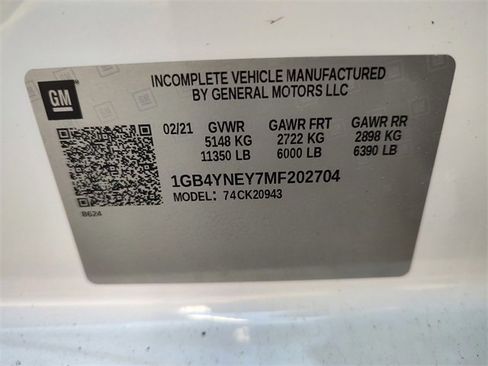 GM
INCOMPLETE VEHICLE MANUFACTURED
BY GENERAL MOTORS LLC
02/21 GVWR GAWR FRT GAWR RR
5148 KG 2722 KG 2898 KG
11350 LB 6000 LB 6390 LB
1GB4YNEY7MF202704
MODEL: 74CK20943
B624